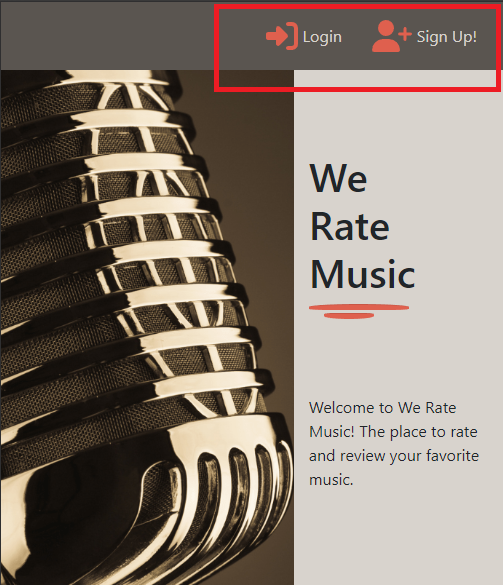 Login Sign Up!
We
Rate
Music
Welcome to We Rate
Music! The place to rate
and review your favorite
music.